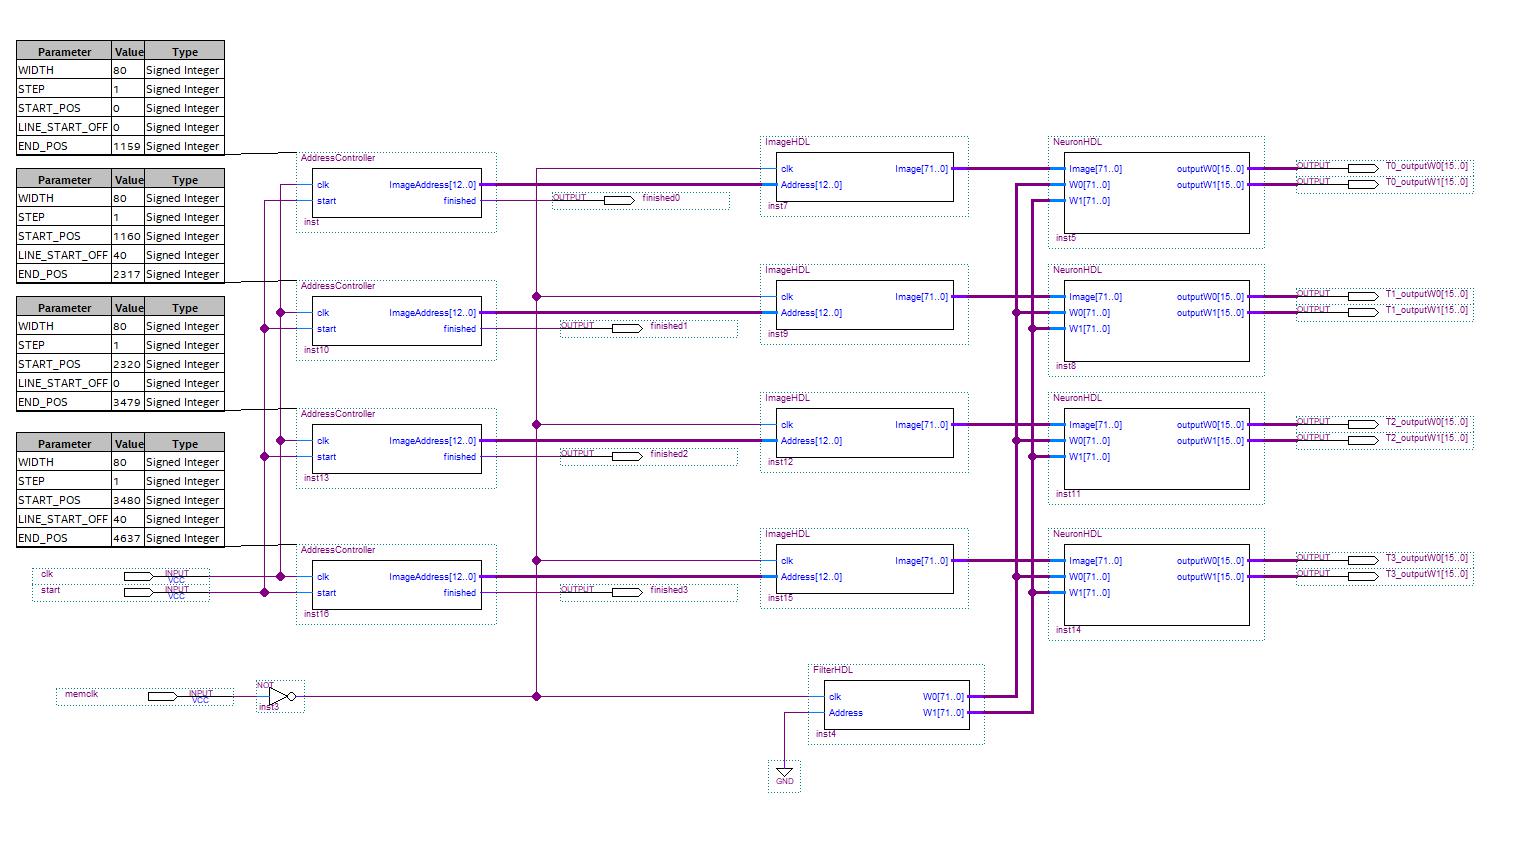 Parameter Value Type
WIDTH 80 Signed Integer
STEP 1 Signed Integer
START_POS 0 Signed Integer
LINE_START_OFF 0 Signed Integer
END_POS 1159 Signed Integer
Parameter Value Type
WIDTH 80 Signed Integer
STEP 1 Signed Integer
START_POS 1160 Signed Integer
LINE_START_OFF 40 Signed Integer
END_POS 2317 Signed Integer
Parameter Value Type
WIDTH 80 Signed Integer
STEP 1 Signed Integer
START_POS 2320 Signed Integer
LINE_START_OFF 0 Signed Integer
END_POS 3479 Signed Integer
Parameter Value Type
WIDTH 80 Signed Integer
STEP 1 Signed Integer
START_POS 3480 Signed Integer
LINE_START_OFF 40 Signed Integer
END_POS 4637 Signed Integer
clk INPUT
VCC
start INPUT
VCC
memclk INPUT
VCC
NOT
inst3
AddressController
clk ImageAddress[12..0]
start finished
inst
OUTPUT finished0
AddressController
clk ImageAddress[12..0]
start finished
inst10
OUTPUT finished1
AddressController
clk ImageAddress[12..0]
start finished
inst13
OUTPUT finished2
AddressController
clk ImageAddress[12..0]
start finished
inst16
OUTPUT finished3
ImageHDL
clk Image[71..0]
Address[12..0]
inst7
ImageHDL
clk Image[71..0]
Address[12..0]
inst9
ImageHDL
clk Image[71..0]
Address[12..0]
inst12
ImageHDL
clk Image[71..0]
Address[12..0]
inst15
FilterHDL
clk W0[71..0]
Address W1[71..0]
inst4
GND
NeuronHDL
Image[71..0] outputW0[15..0]
W0[71..0] outputW1[15..0]
W1[71..0]
inst5
OUTPUT T0_outputW0[15..0]
OUTPUT T0_outputW1[15..0]
NeuronHDL
Image[71..0] outputW0[15..0]
W0[71..0] outputW1[15..0]
W1[71..0]
inst8
OUTPUT T1_outputW0[15..0]
OUTPUT T1_outputW1[15..0]
NeuronHDL
Image[71..0] outputW0[15..0]
W0[71..0] outputW1[15..0]
W1[71..0]
inst11
OUTPUT T2_outputW0[15..0]
OUTPUT T2_outputW1[15..0]
NeuronHDL
Image[71..0] outputW0[15..0]
W0[71..0] outputW1[15..0]
W1[71..0]
inst14
OUTPUT T3_outputW0[15..0]
OUTPUT T3_outputW1[15..0]